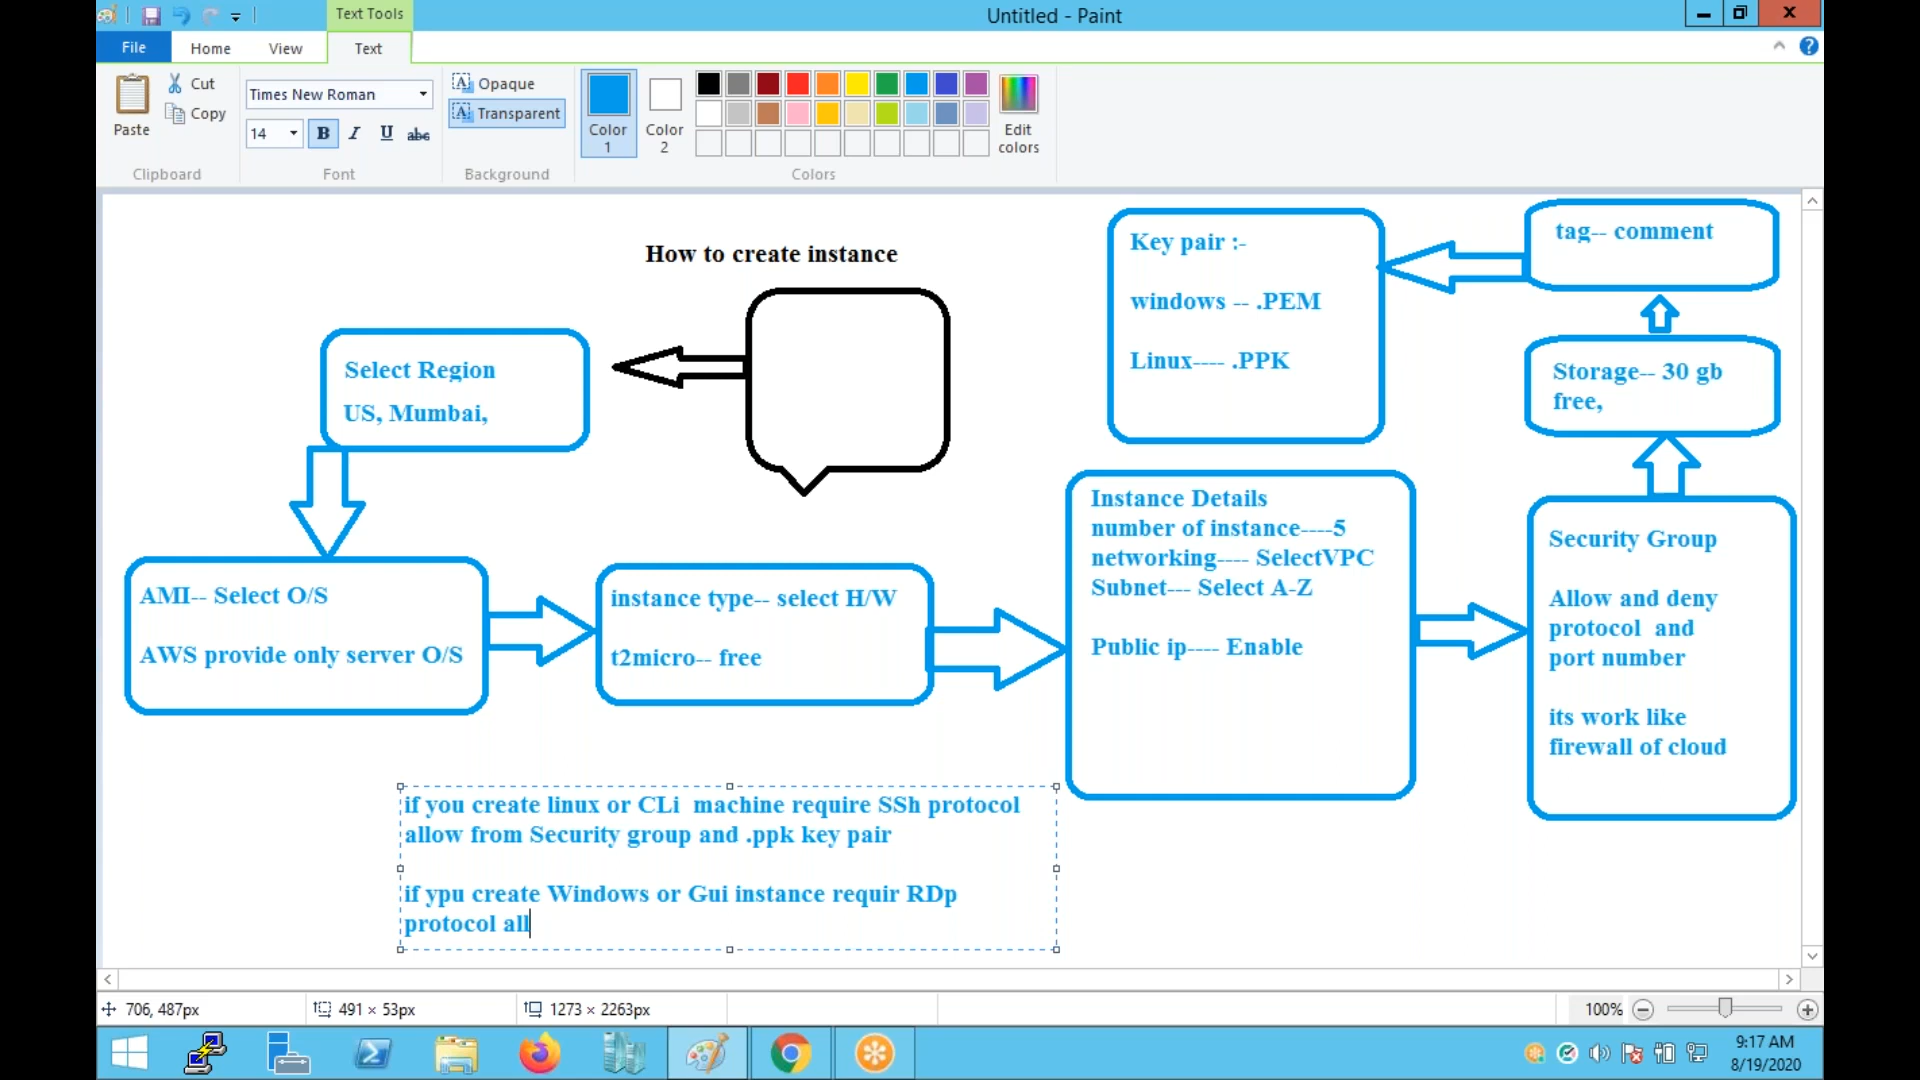 Text Tools
Untitled - Paint
File
Home
View
Text
Paste
Cut
Copy
Clipboard
Times New Roman
14
B
I
U
abc
Font
Opaque
Transparent
Background
Color
1
Color
2
Edit
colors
Colors
How to create instance
Select Region
US, Mumbai,
Key pair :-
windows -- .PEM
Linux---- .PPK
tag-- comment
Storage-- 30 gb
free,
AMI-- Select O/S
AWS provide only server O/S
instance type-- select H/W
t2micro-- free
Instance Details
number of instance----5
networking---- SelectVPC
Subnet--- Select A-Z
Public ip---- Enable
Security Group
Allow and deny
protocol  and
port number
its work like
firewall of cloud
if you create linux or CLi  machine require SSh protocol
allow from Security group and .ppk key pair
if ypu create Windows or Gui instance requir RDp
protocol all
706, 487px
491 × 53px
1273 × 2263px
100%
9:17 AM
8/19/2020